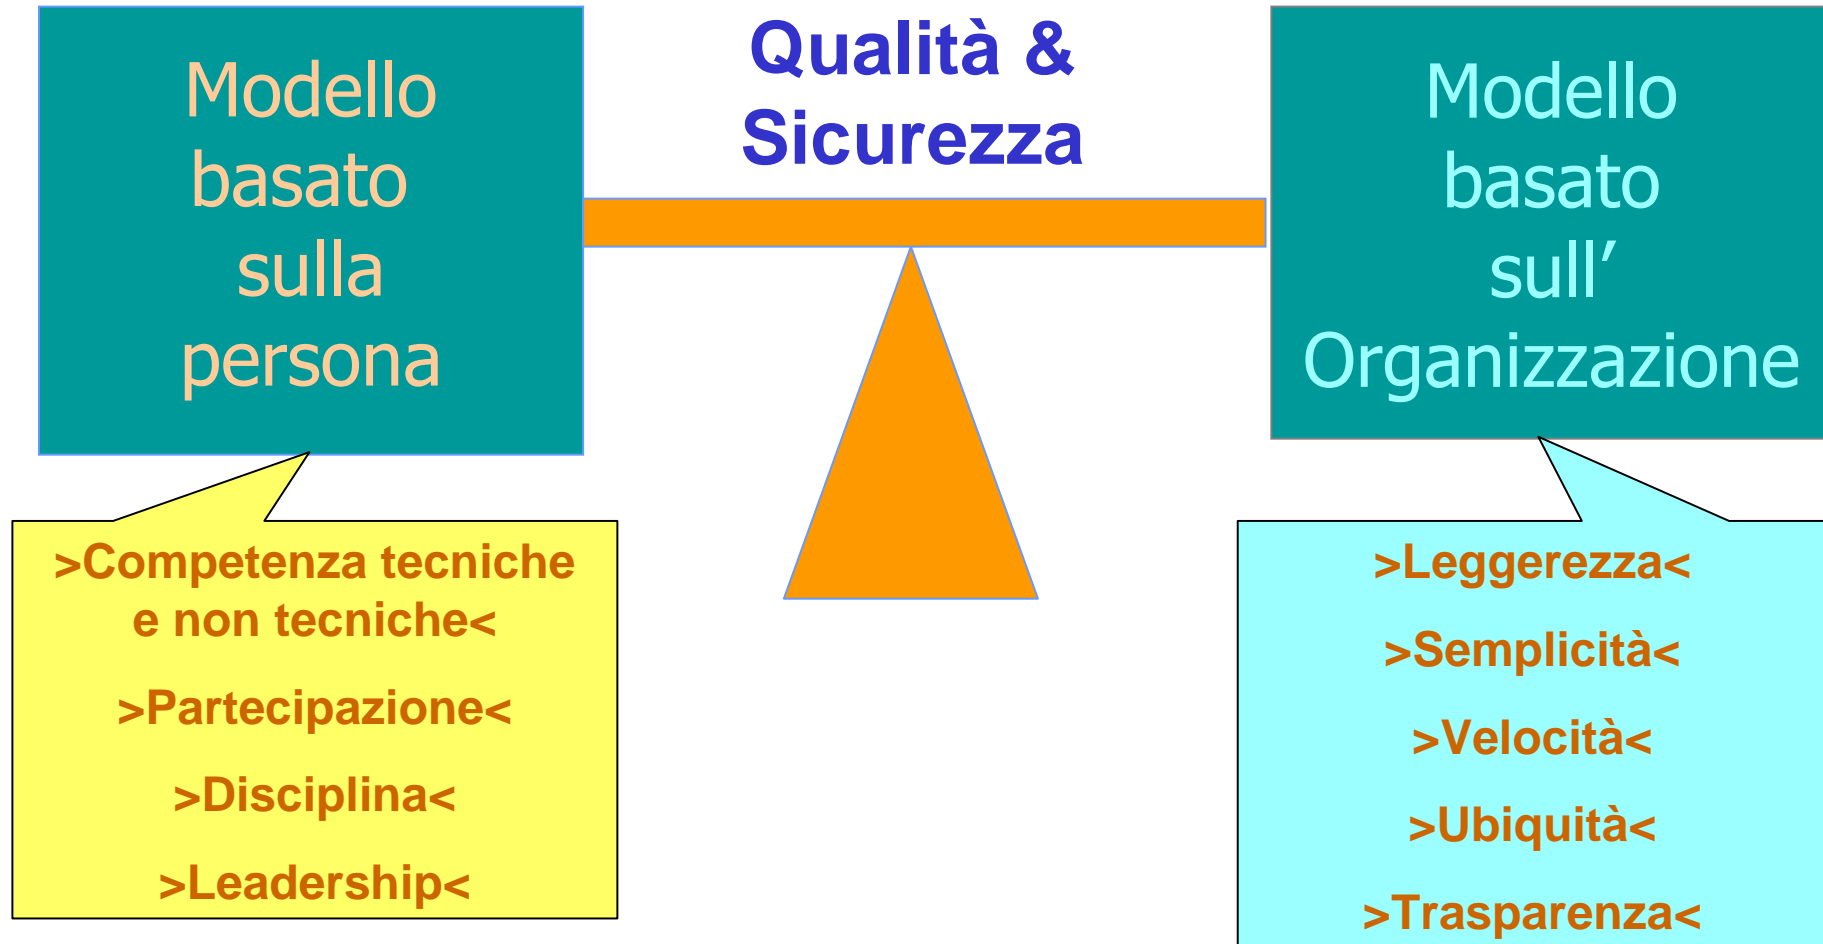 Modello
basato
sulla
persona
Qualità &
Sicurezza
Modello
basato
sull’
Organizzazione
>Competenza tecniche
e non tecniche<
>Partecipazione<
>Disciplina<
>Leadership<
>Leggerezza<
>Semplicità<
>Velocità<
>Ubiquità<
>Trasparenza<